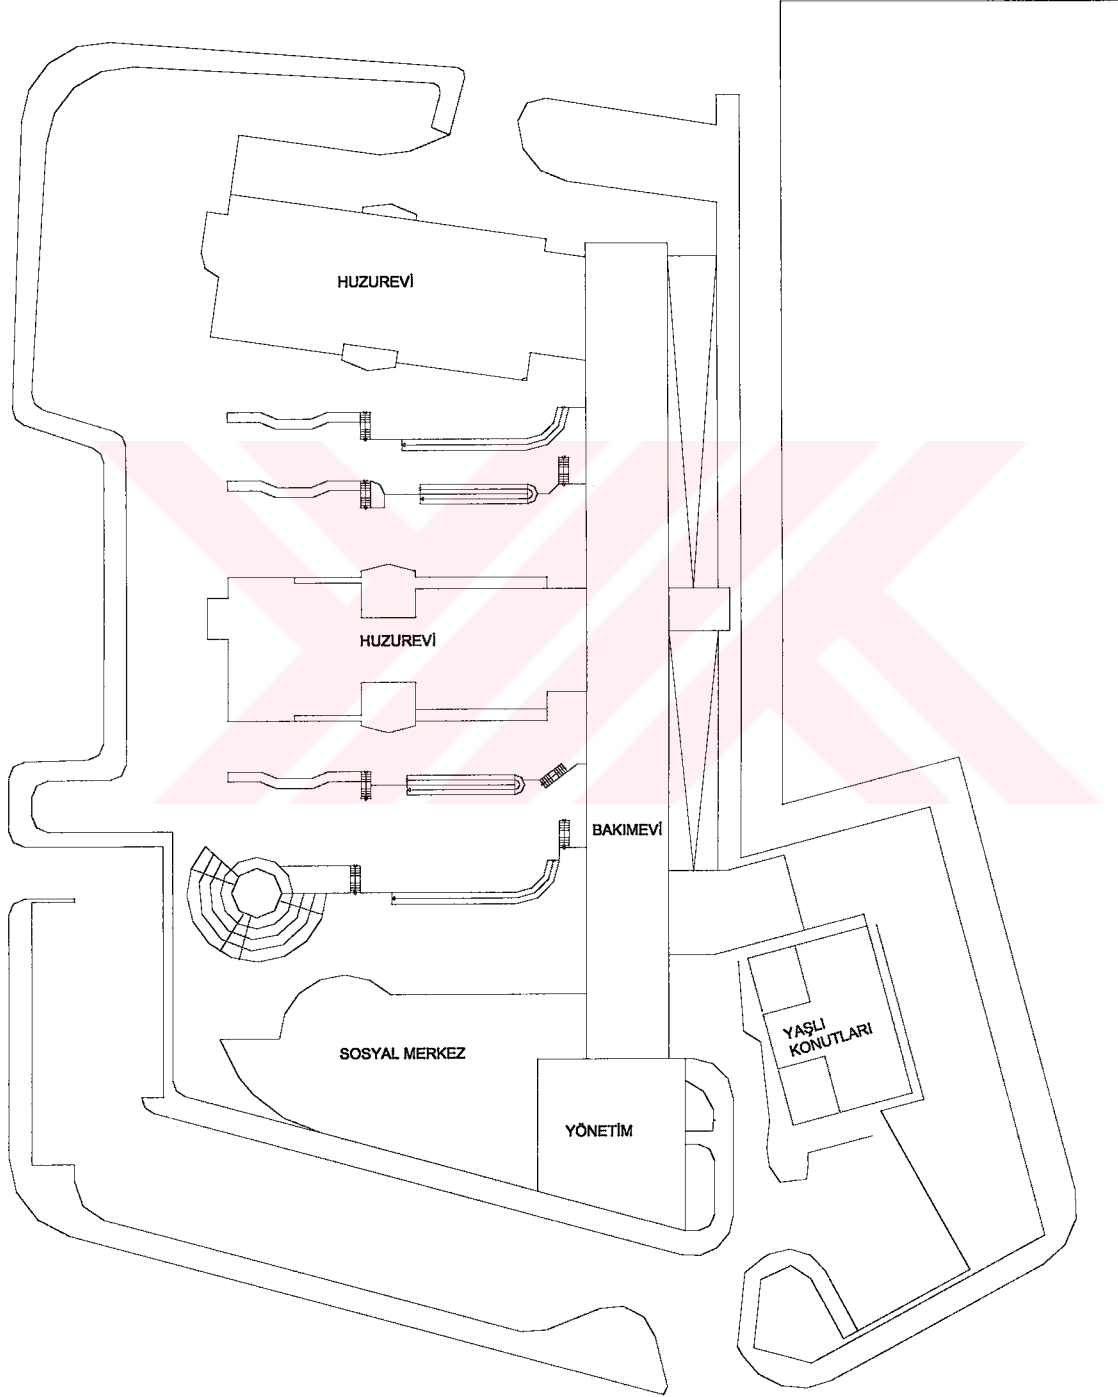 HUZUREVİ
HUZUREVİ
BAKIMEVİ
YAŞLI
KONUTLARI
SOSYAL MERKEZ
YÖNETİM